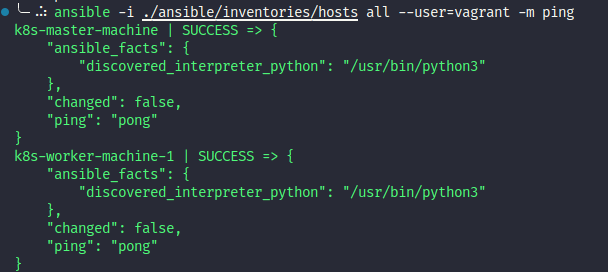 ansible -i ./ansible/inventories/hosts all --user=vagrant -m ping
k8s-master-machine | SUCCESS => {
    "ansible_facts": {
        "discovered_interpreter_python": "/usr/bin/python3"
    },
    "changed": false,
    "ping": "pong"
}
k8s-worker-machine-1 | SUCCESS => {
    "ansible_facts": {
        "discovered_interpreter_python": "/usr/bin/python3"
    },
    "changed": false,
    "ping": "pong"
}